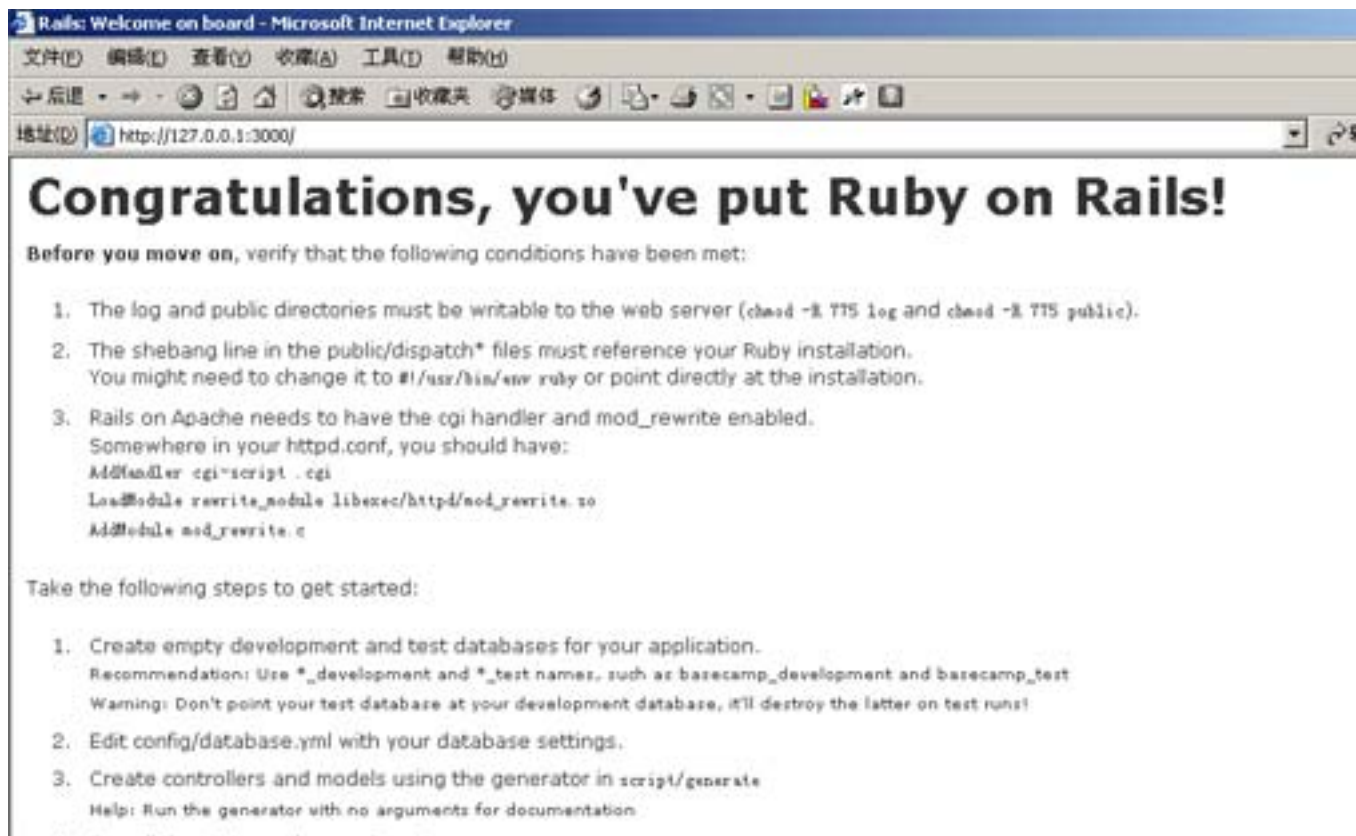 Rails: Welcome on board - Microsoft Internet Explorer
文件(F) 编辑(E) 查看(V) 收藏(A) 工具(T) 帮助(H)
后退 搜索 收藏夹 媒体
地址(D) http://127.0.0.1:3000/
Congratulations, you've put Ruby on Rails!
Before you move on, verify that the following conditions have been met:
1. The log and public directories must be writable to the web server (chmod -R 775 log and chmod -R 775 public).
2. The shebang line in the public/dispatch* files must reference your Ruby installation.
You might need to change it to #!/usr/bin/env ruby or point directly at the installation.
3. Rails on Apache needs to have the cgi handler and mod_rewrite enabled.
Somewhere in your httpd.conf, you should have:
AddHandler cgi-script .cgi
LoadModule rewrite_module libexec/httpd/mod_rewrite.so
AddModule mod_rewrite.c
Take the following steps to get started:
1. Create empty development and test databases for your application.
Recommendation: Use *_development and *_test names, such as basecamp_development and basecamp_test
Warning: Don't point your test database at your development database, it'll destroy the latter on test runs!
2. Edit config/database.yml with your database settings.
3. Create controllers and models using the generator in script/generate
Help: Run the generator with no arguments for documentation